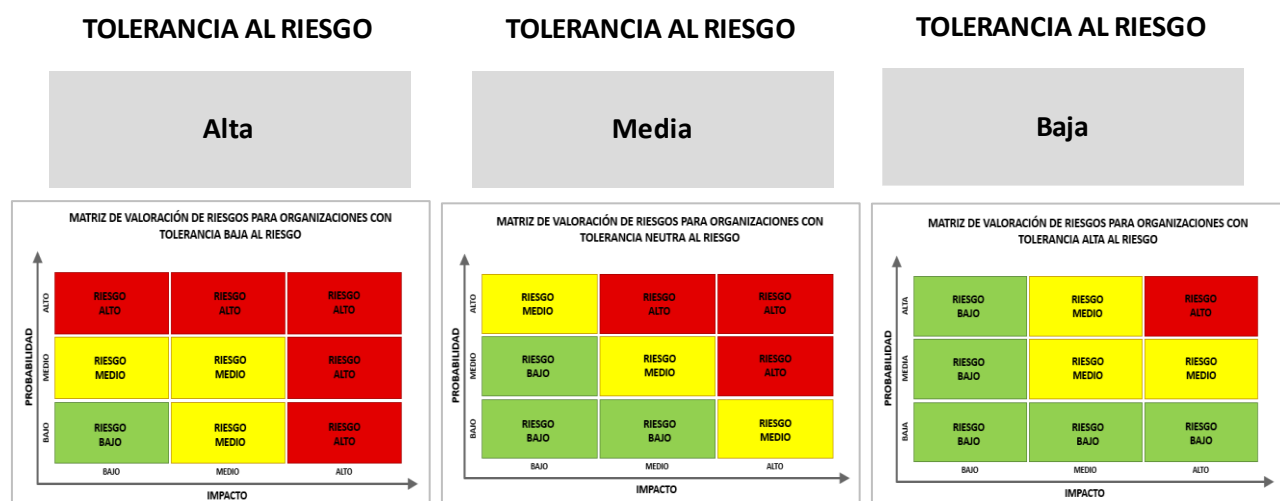 TOLERANCIA AL RIESGO
Alta
MATRIZ DE VALORACIÓN DE RIESGOS PARA ORGANIZACIONES CON
TOLERANCIA BAJA AL RIESGO
PROBABILIDAD
ALTO
RIESGO
ALTO
RIESGO
ALTO
RIESGO
ALTO
MEDIO
RIESGO
MEDIO
RIESGO
MEDIO
RIESGO
ALTO
BAJO
RIESGO
BAJO
RIESGO
MEDIO
RIESGO
ALTO
BAJO
MEDIO
ALTO
IMPACTO
TOLERANCIA AL RIESGO
Media
MATRIZ DE VALORACIÓN DE RIESGOS PARA ORGANIZACIONES CON
TOLERANCIA NEUTRA AL RIESGO
PROBABILIDAD
ALTO
RIESGO
MEDIO
RIESGO
ALTO
RIESGO
ALTO
MEDIO
RIESGO
BAJO
RIESGO
MEDIO
RIESGO
ALTO
BAJO
RIESGO
BAJO
RIESGO
BAJO
RIESGO
MEDIO
BAJO
MEDIO
ALTO
IMPACTO
TOLERANCIA AL RIESGO
Baja
MATRIZ DE VALORACIÓN DE RIESGOS PARA ORGANIZACIONES CON
TOLERANCIA ALTA AL RIESGO
PROBABILIDAD
ALTA
RIESGO
BAJO
RIESGO
MEDIO
RIESGO
ALTO
MEDIA
RIESGO
BAJO
RIESGO
MEDIO
RIESGO
MEDIO
BAJA
RIESGO
BAJO
RIESGO
BAJO
RIESGO
BAJO
BAJO
MEDIO
ALTO
IMPACTO